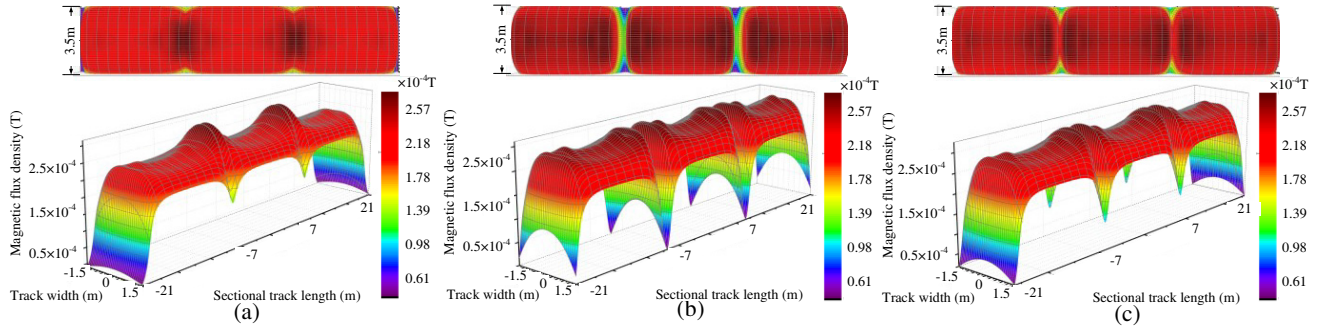 3.5m
×10⁻⁴T
2.57
2.18
1.78
1.39
0.98
0.61
Magnetic flux density (T)
2.5×10⁻⁴
1.5×10⁻⁴
0.5×10⁻⁴
-1.5
0
1.5
Track width (m)
-21
-7
7
21
Sectional track length (m)
(a)
3.5m
×10⁻⁴T
2.57
2.18
1.78
1.39
0.98
0.61
Magnetic flux density (T)
2.5×10⁻⁴
1.5×10⁻⁴
0.5×10⁻⁴
-1.5
0
1.5
Track width (m)
-21
-7
7
21
Sectional track length (m)
(b)
3.5m
×10⁻⁴T
2.57
2.18
1.78
1.39
0.98
0.61
Magnetic flux density (T)
2.5×10⁻⁴
1.5×10⁻⁴
0.5×10⁻⁴
-1.5
0
1.5
Track width (m)
-21
-7
7
21
Sectional track length (m)
(c)